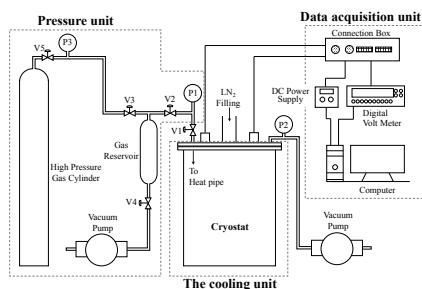 Pressure unit
Data acquisition unit
P3
V5
Connection Box
P1
V3
V2
LN2
Filling
DC Power
Supply
Digital
Volt Meter
V1
P2
Gas
Reservoir
High Pressure
Gas Cylinder
To
Heat pipe
Computer
V4
Vacuum
Pump
Cryostat
Vacuum
Pump
The cooling unit